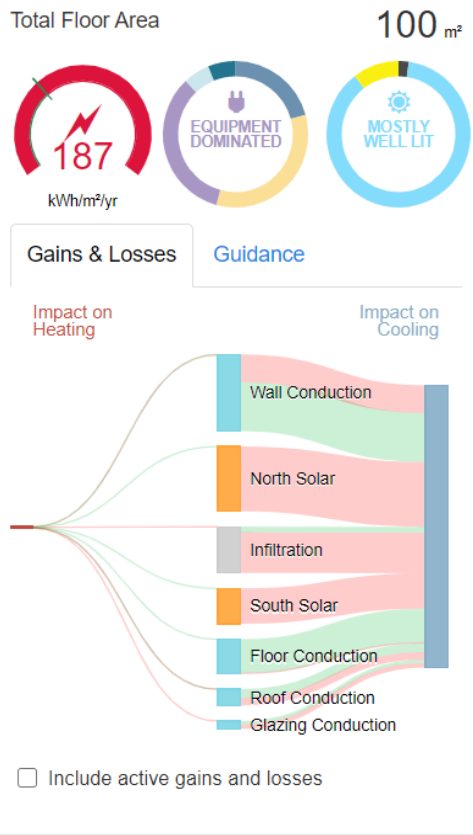 Total Floor Area
100 m²
187
kWh/m²/yr
EQUIPMENT
DOMINATED
MOSTLY
WELL LIT
Gains & Losses
Guidance
Impact on
Heating
Impact on
Cooling
Wall Conduction
North Solar
Infiltration
South Solar
Floor Conduction
Roof Conduction
Glazing Conduction
Include active gains and losses